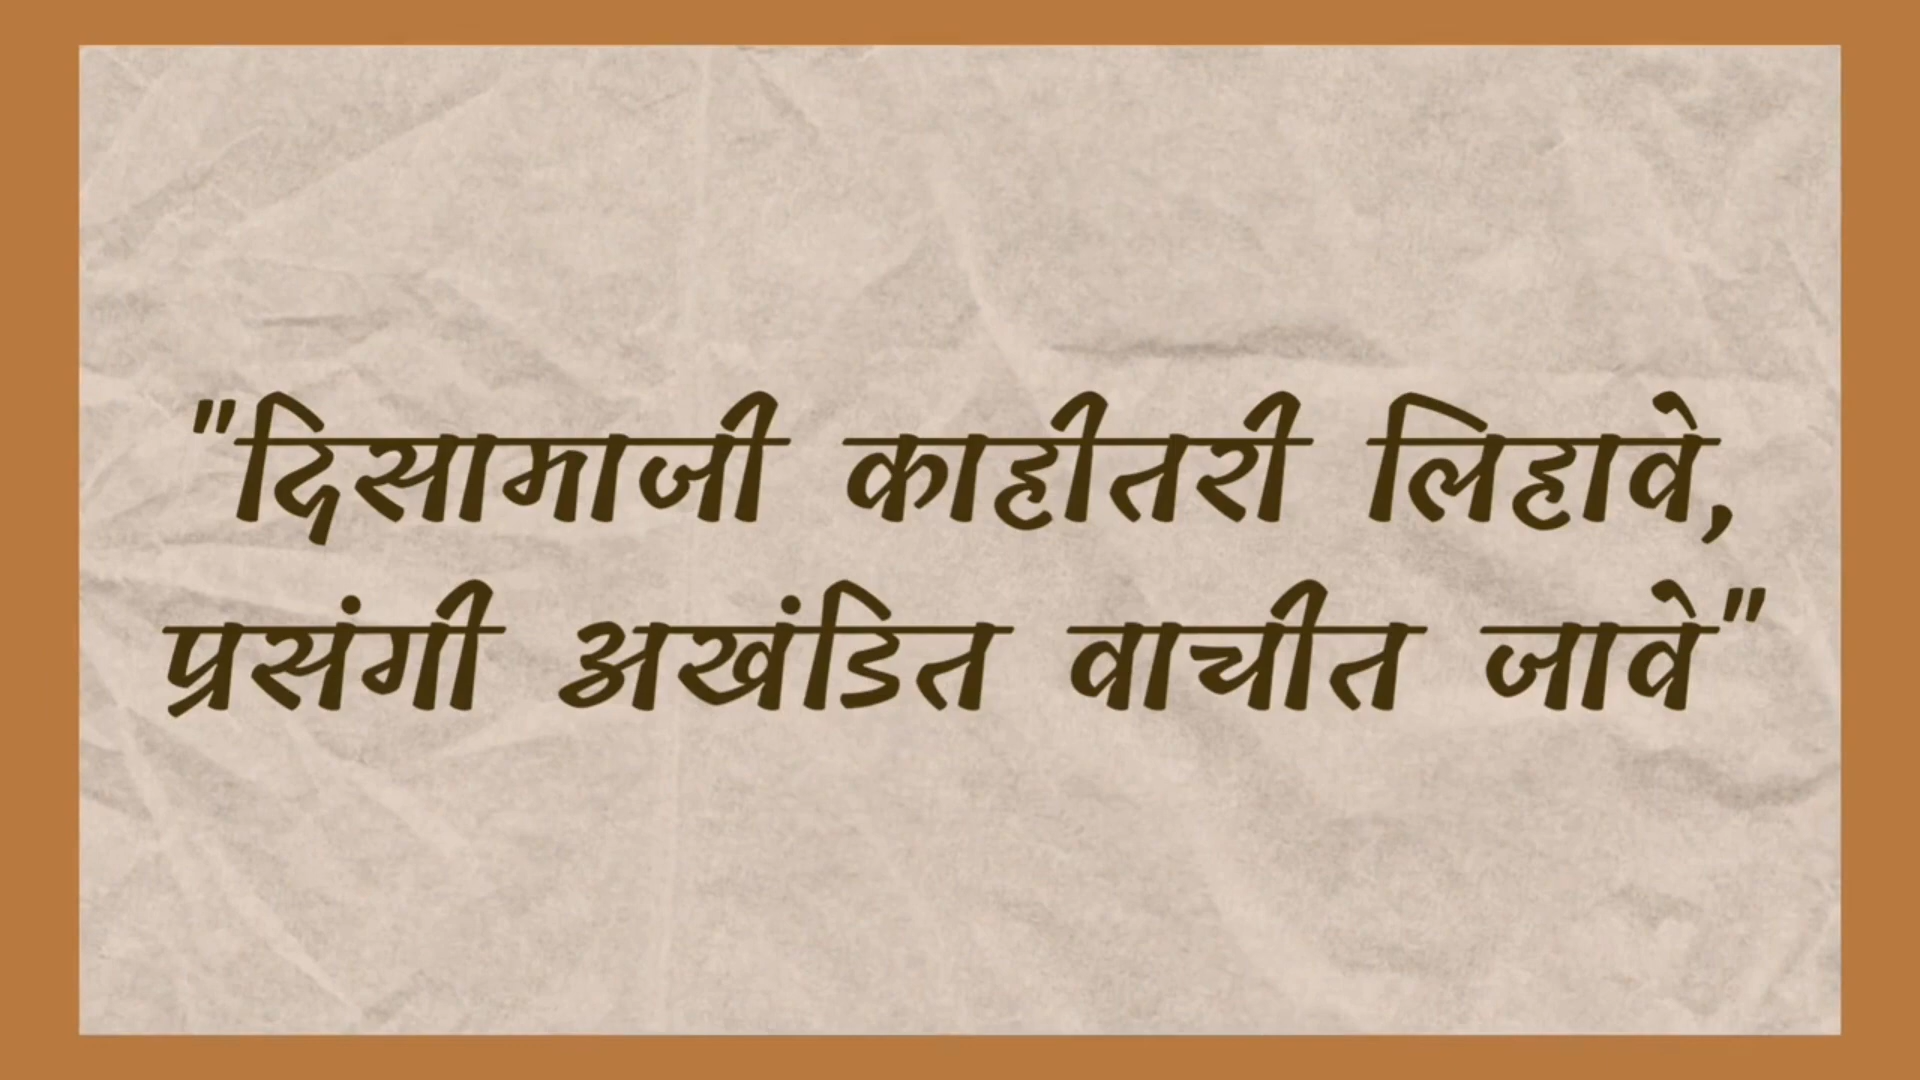 "दिसामाजी काहीतरी लिहावे,
प्रसंगी अखंडित वाचीत जावे"